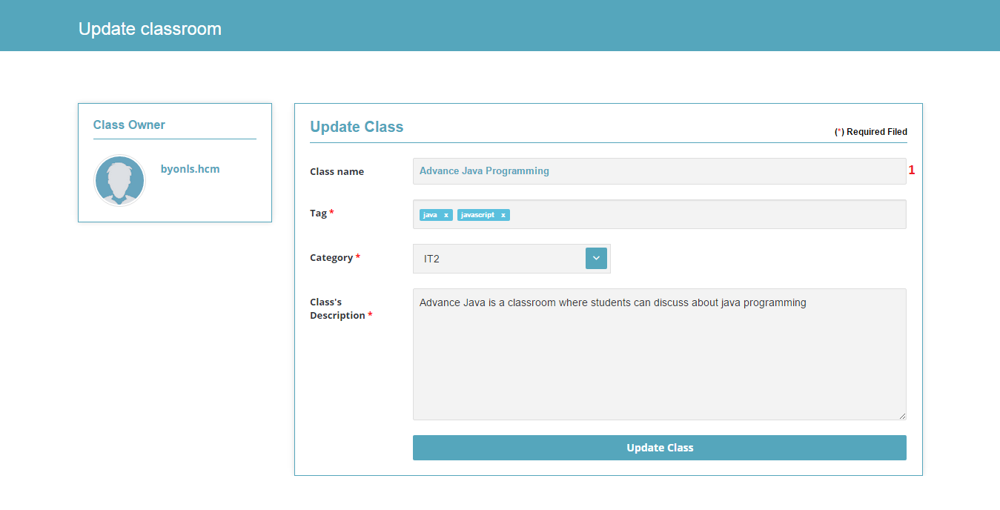 Update classroom
Class Owner
byonls.hcm
Update Class
(*) Required Filed
Class name
Advance Java Programming
1
Tag *
java x javascript x
Category *
IT2
Class's
Description *
Advance Java is a classroom where students can discuss about java programming
Update Class